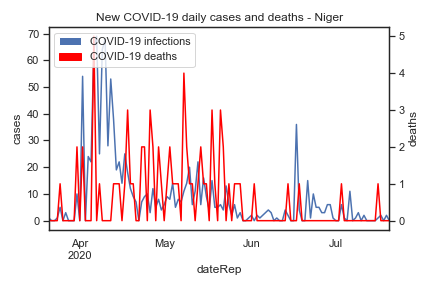 New COVID-19 daily cases and deaths - Niger
COVID-19 infections
COVID-19 deaths
cases
70
60
50
40
30
20
10
0
deaths
5
4
3
2
1
0
Apr
2020
May
Jun
Jul
dateRep